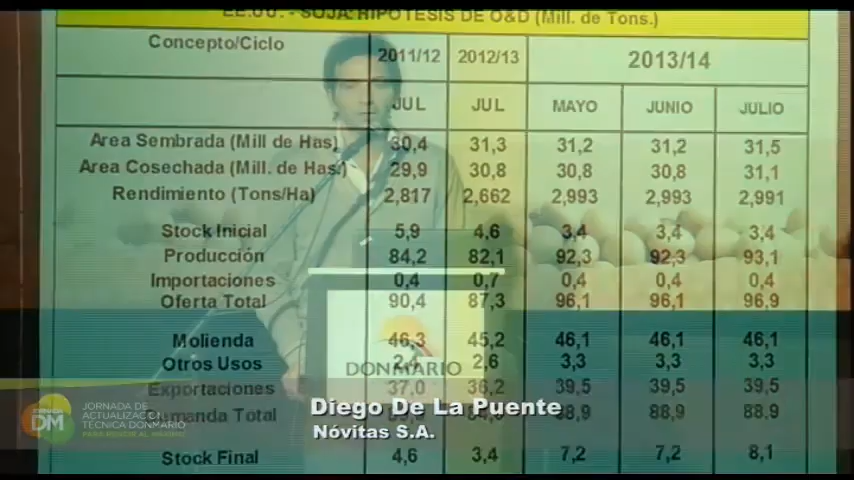 EE.UU. - SOJA: HIPOTESIS DE O&D (Mill. de Tons.)
Concepto/Ciclo 2011/12 2012/13 2013/14
JUL JUL MAYO JUNIO JULIO
Area Sembrada (Mill de Has) 30,4 31,3 31,2 31,2 31,5
Area Cosechada (Mill. de Has.) 29,9 30,8 30,8 30,8 31,1
Rendimiento (Tons/Ha) 2,817 2,662 2,993 2,993 2,991
Stock Inicial 5,9 4,6 3,4 3,4 3,4
Producción 84,2 82,1 92,3 92,3 93,1
Importaciones 0,4 0,7 0,4 0,4 0,4
Oferta Total 90,4 87,3 96,1 96,1 96,9
Molienda 46,3 45,2 46,1 46,1 46,1
Otros Usos 2,4 2,6 3,3 3,3 3,3
DONMARIO
Exportaciones 37,0 36,2 39,5 39,5 39,5
Demanda Total 88,9 88,9 88,9
Stock Final 4,6 3,4 7,2 7,2 8,1
Diego De La Puente
Nóvitas S.A.
DM
JORNADA DE
ACTUALIZACIÓN
TÉCNICA DONMARIO